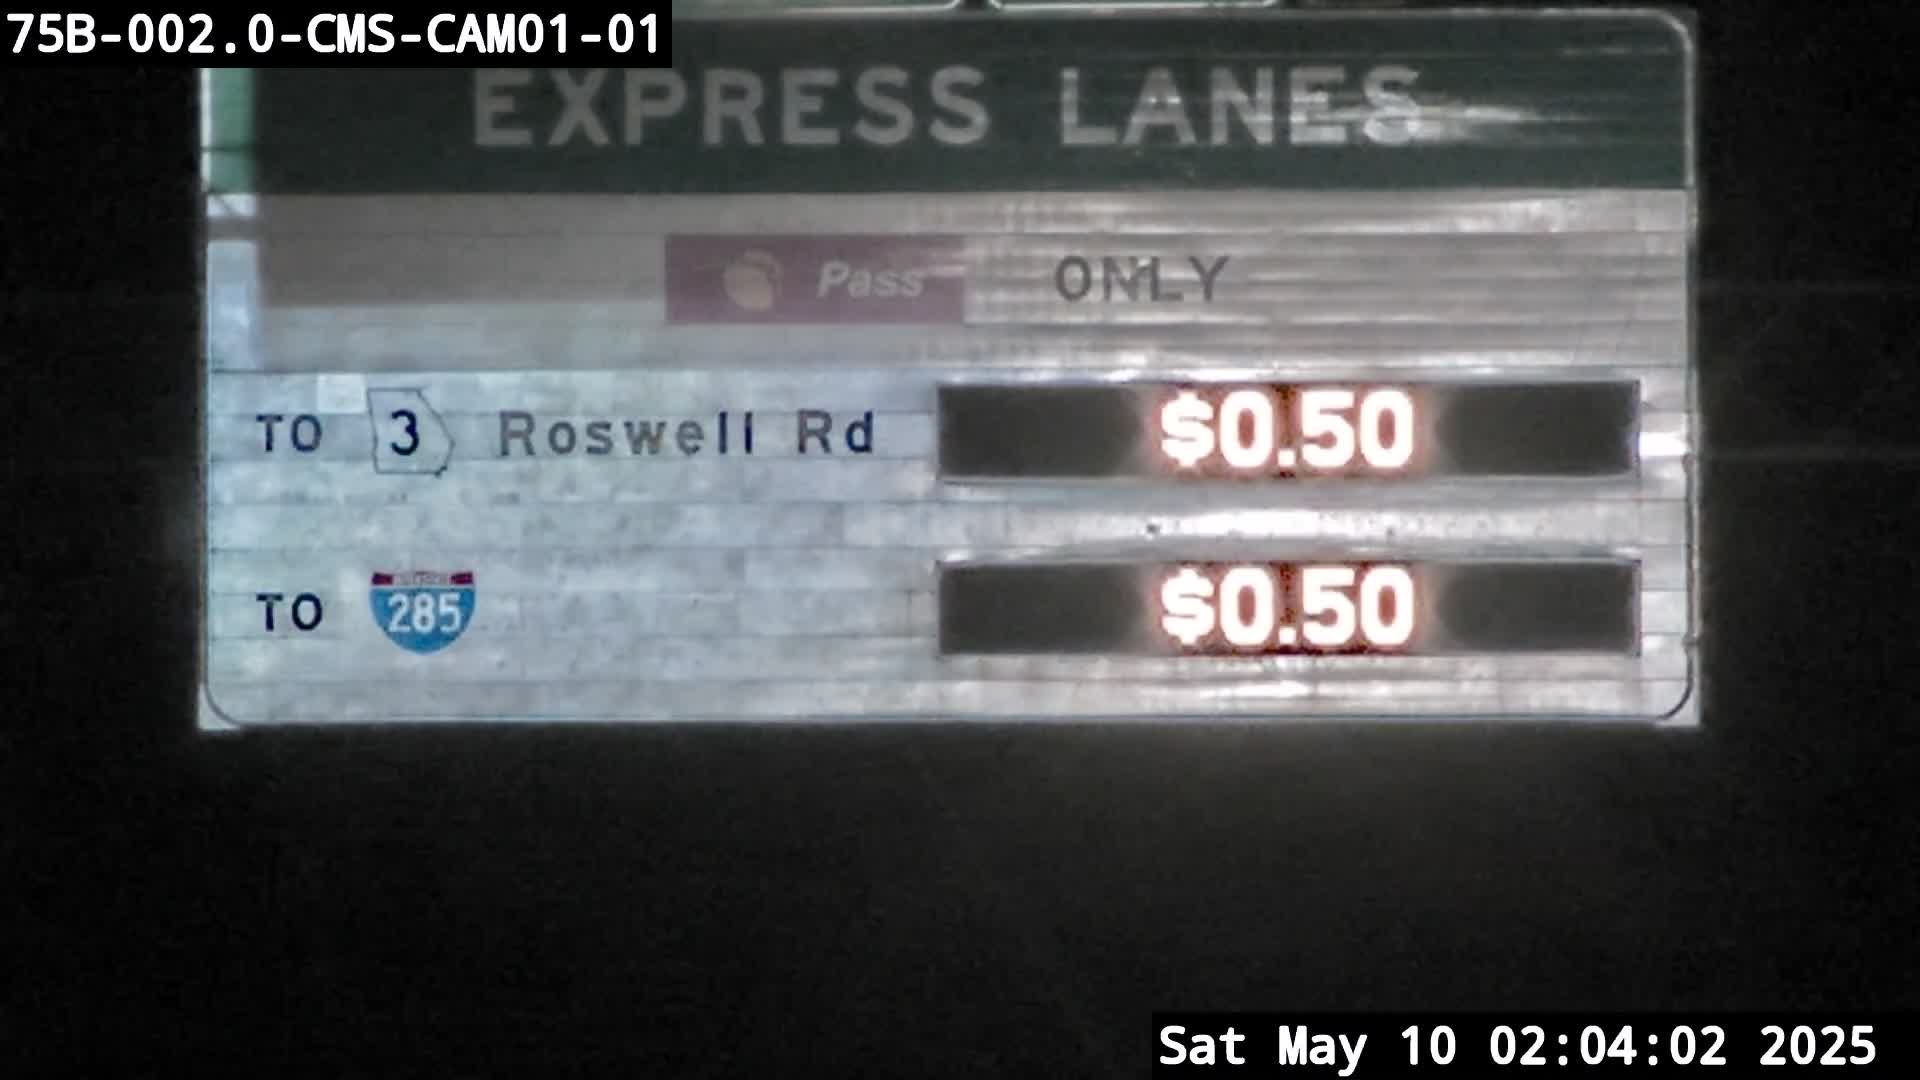 75B-002.0-CMS-CAM01-01
EXPRESS LANES
Pass ONLY
TO 3 Roswell Rd $0.50
TO 285 $0.50
Sat May 10 02:04:02 2025